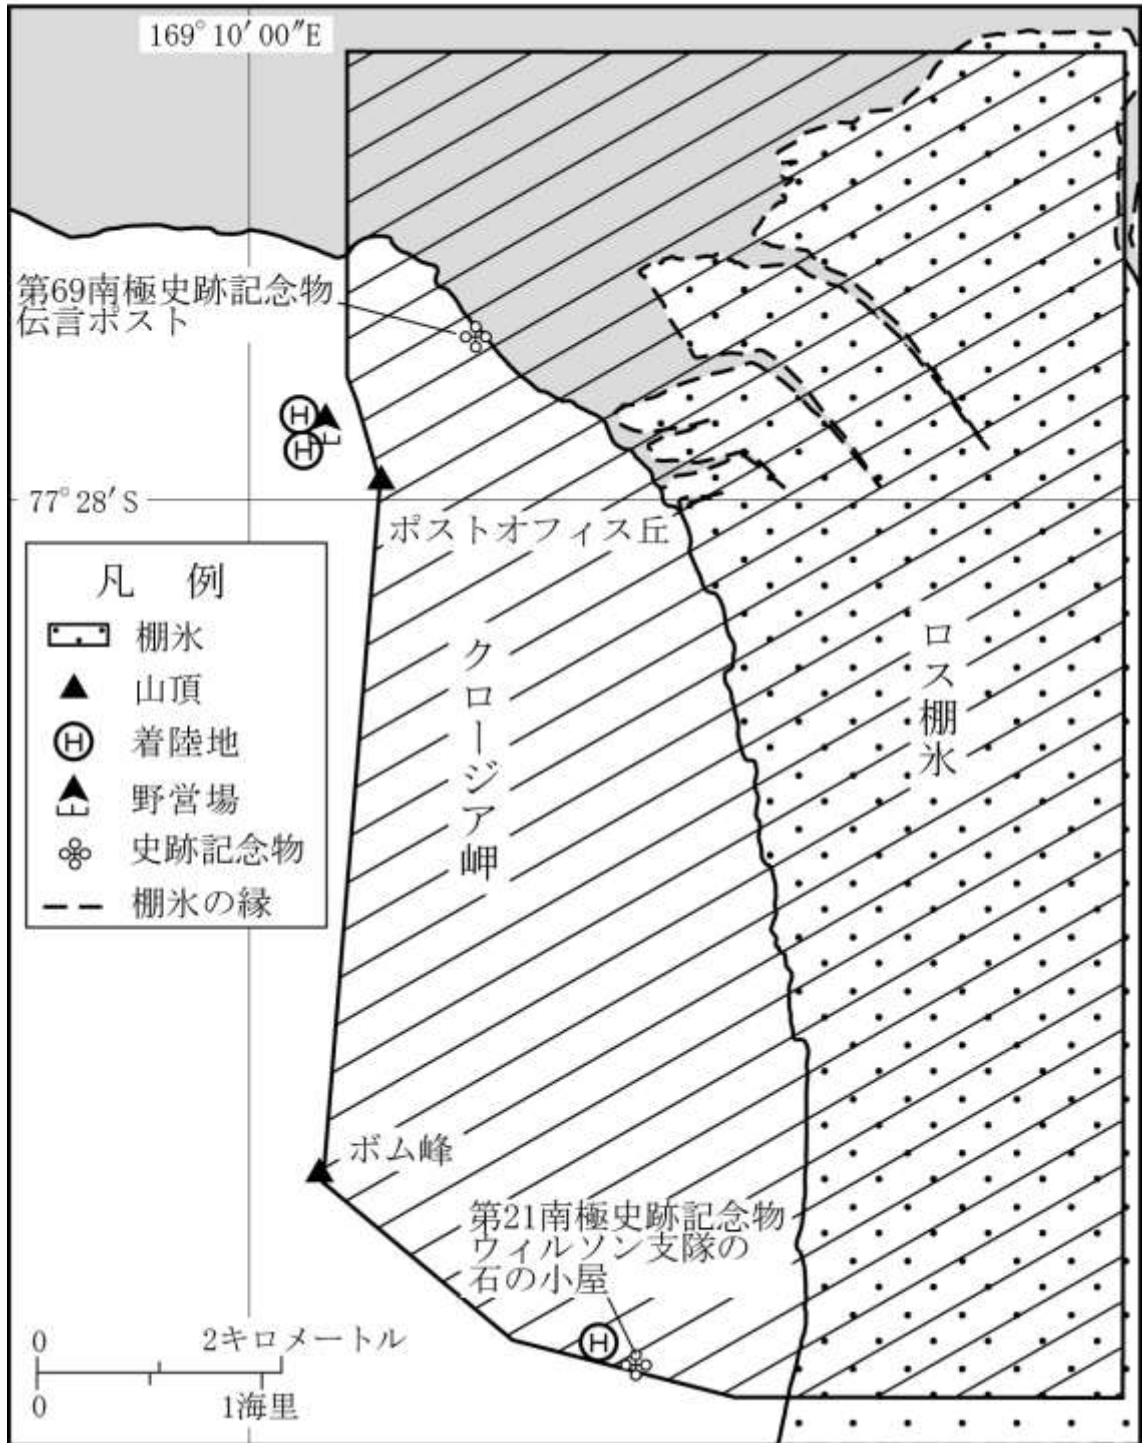 169°10′00″E
第69南極史跡記念物
伝言ポスト
H
H
77°28′S
ポストオフィス丘
凡　例
棚氷
山頂
H 着陸地
野営場
史跡記念物
棚氷の縁
クロージア岬
ロス棚氷
ボム峰
第21南極史跡記念物
ウィルソン支隊の
石の小屋
H
0 2キロメートル
0 1海里